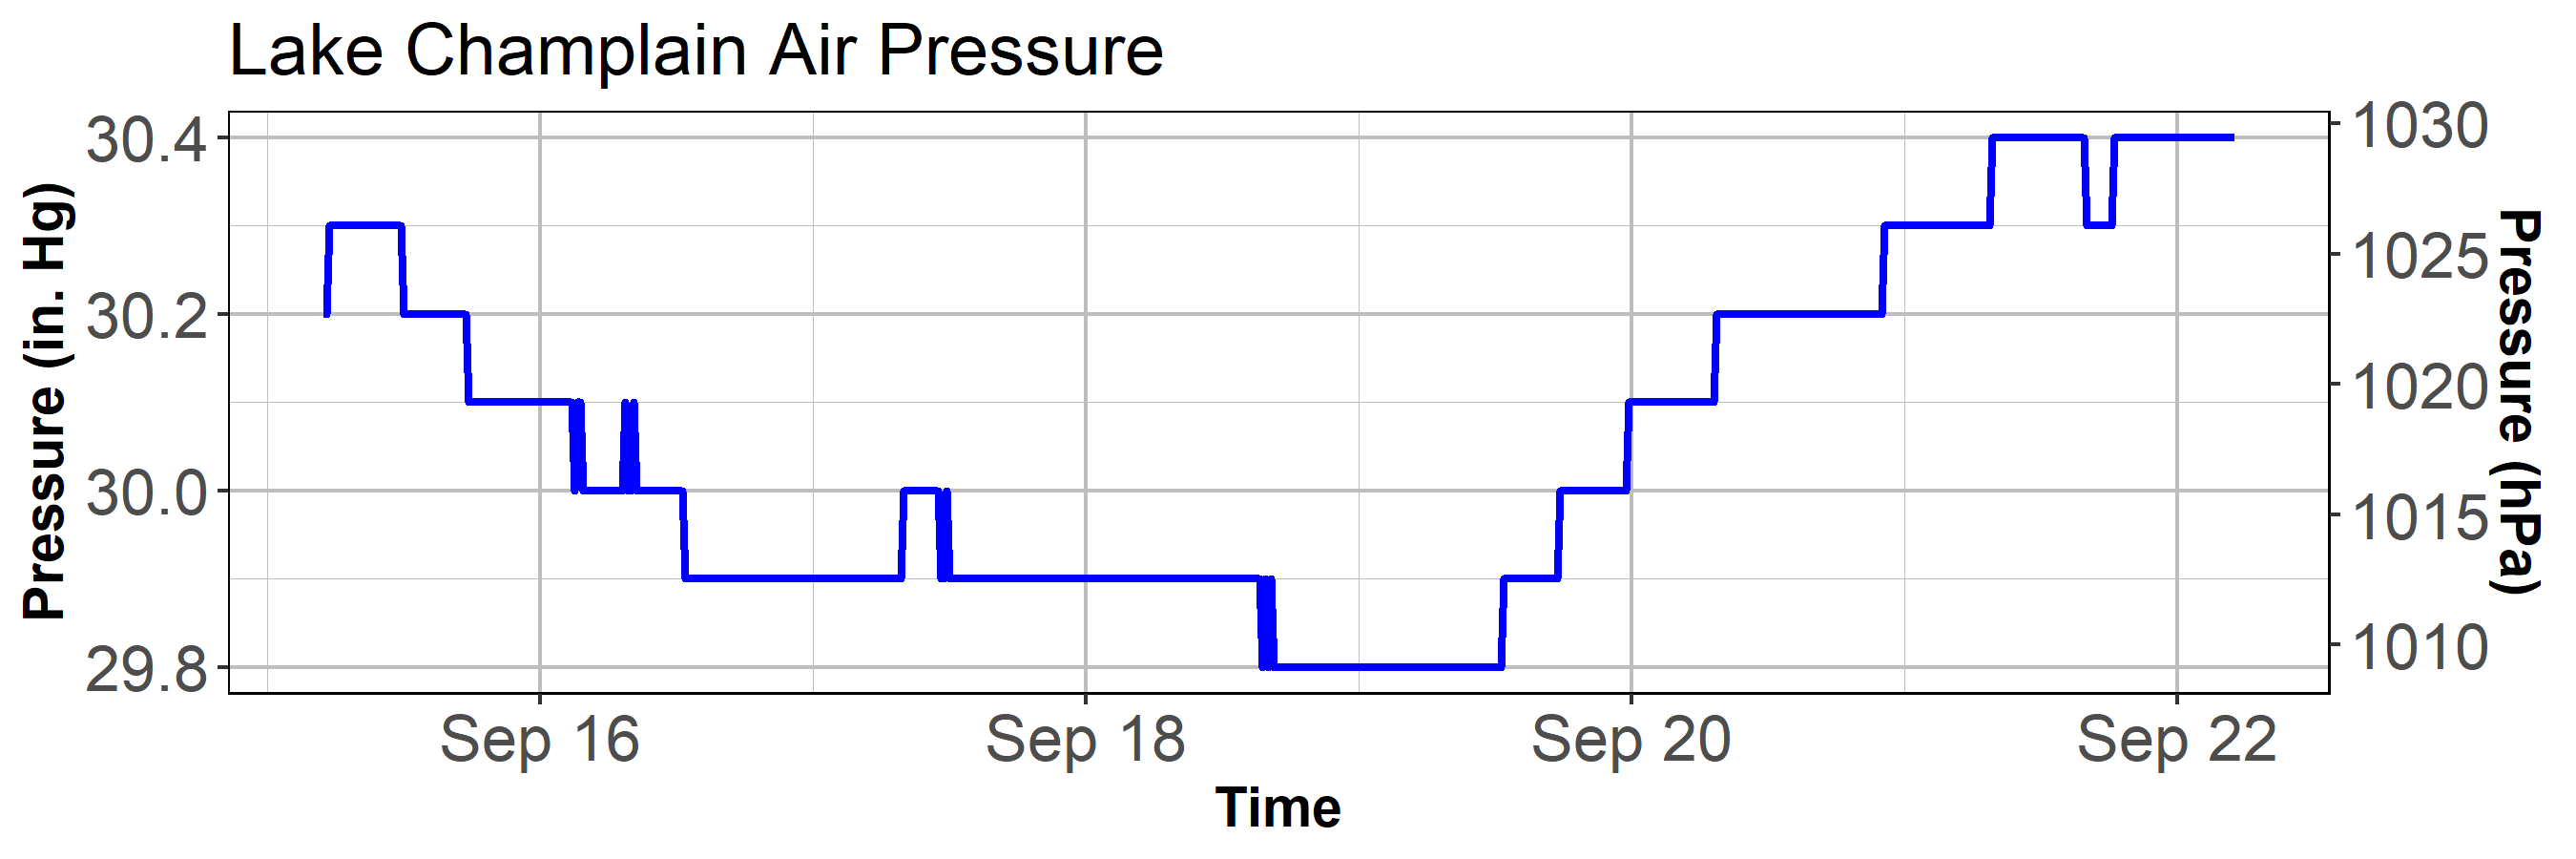 Lake Champlain Air Pressure
Pressure (in. Hg)
30.4
30.2
30.0
29.8
1030
1025
1020
1015
1010
Pressure (hPa)
Sep 16
Sep 18
Sep 20
Sep 22
Time